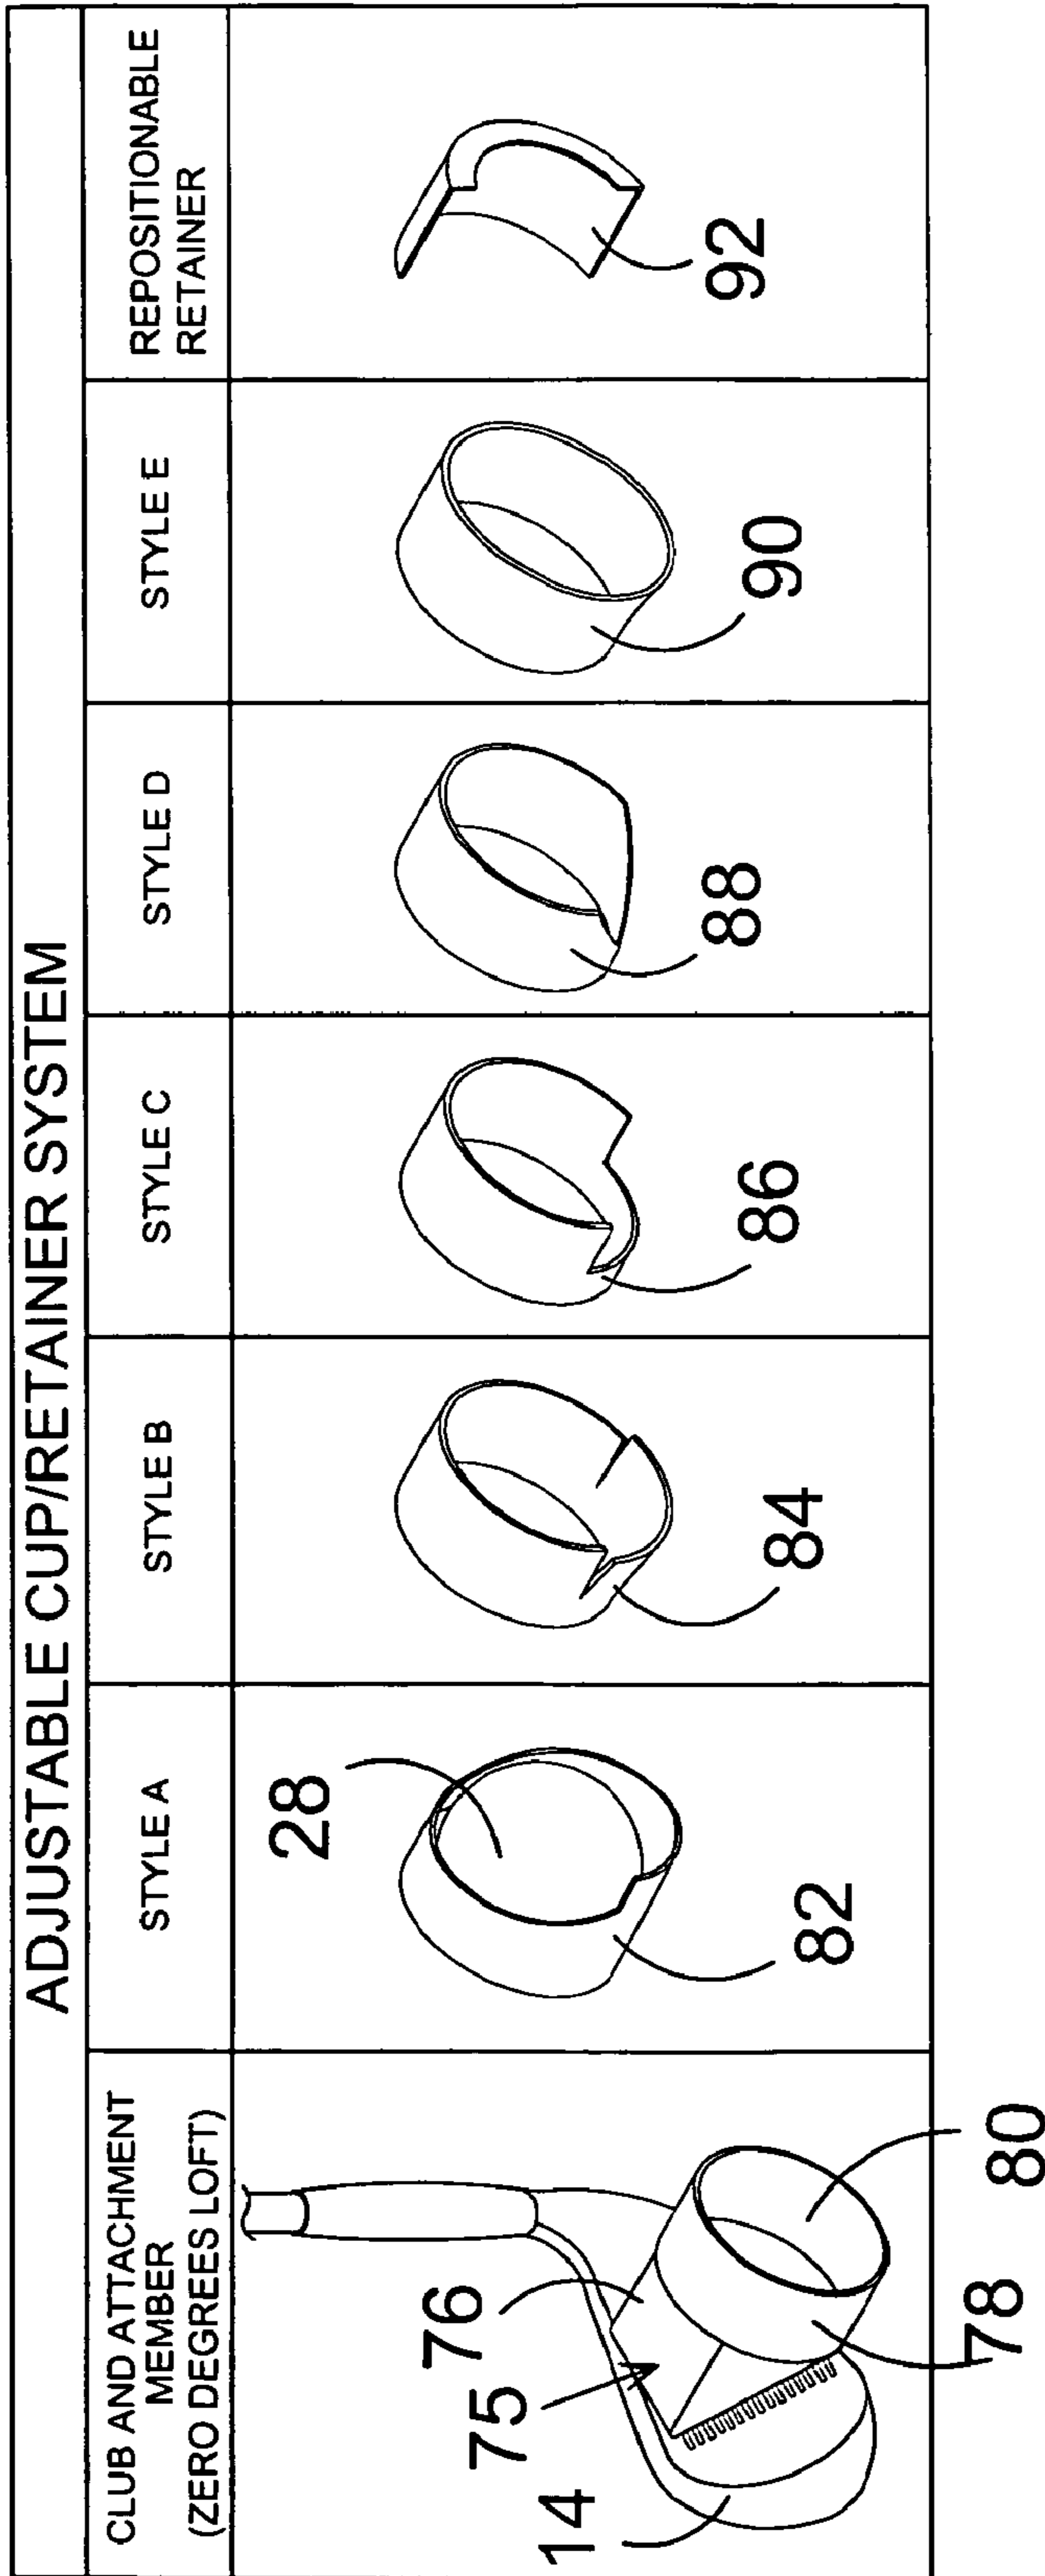 ADJUSTABLE CUP/RETAINER SYSTEM
CLUB AND ATTACHMENT
MEMBER
(ZERO DEGREES LOFT)
STYLE A
STYLE B
STYLE C
STYLE D
STYLE E
REPOSITIONABLE
RETAINER
14
75
76
78
80
28
82
84
86
88
90
92